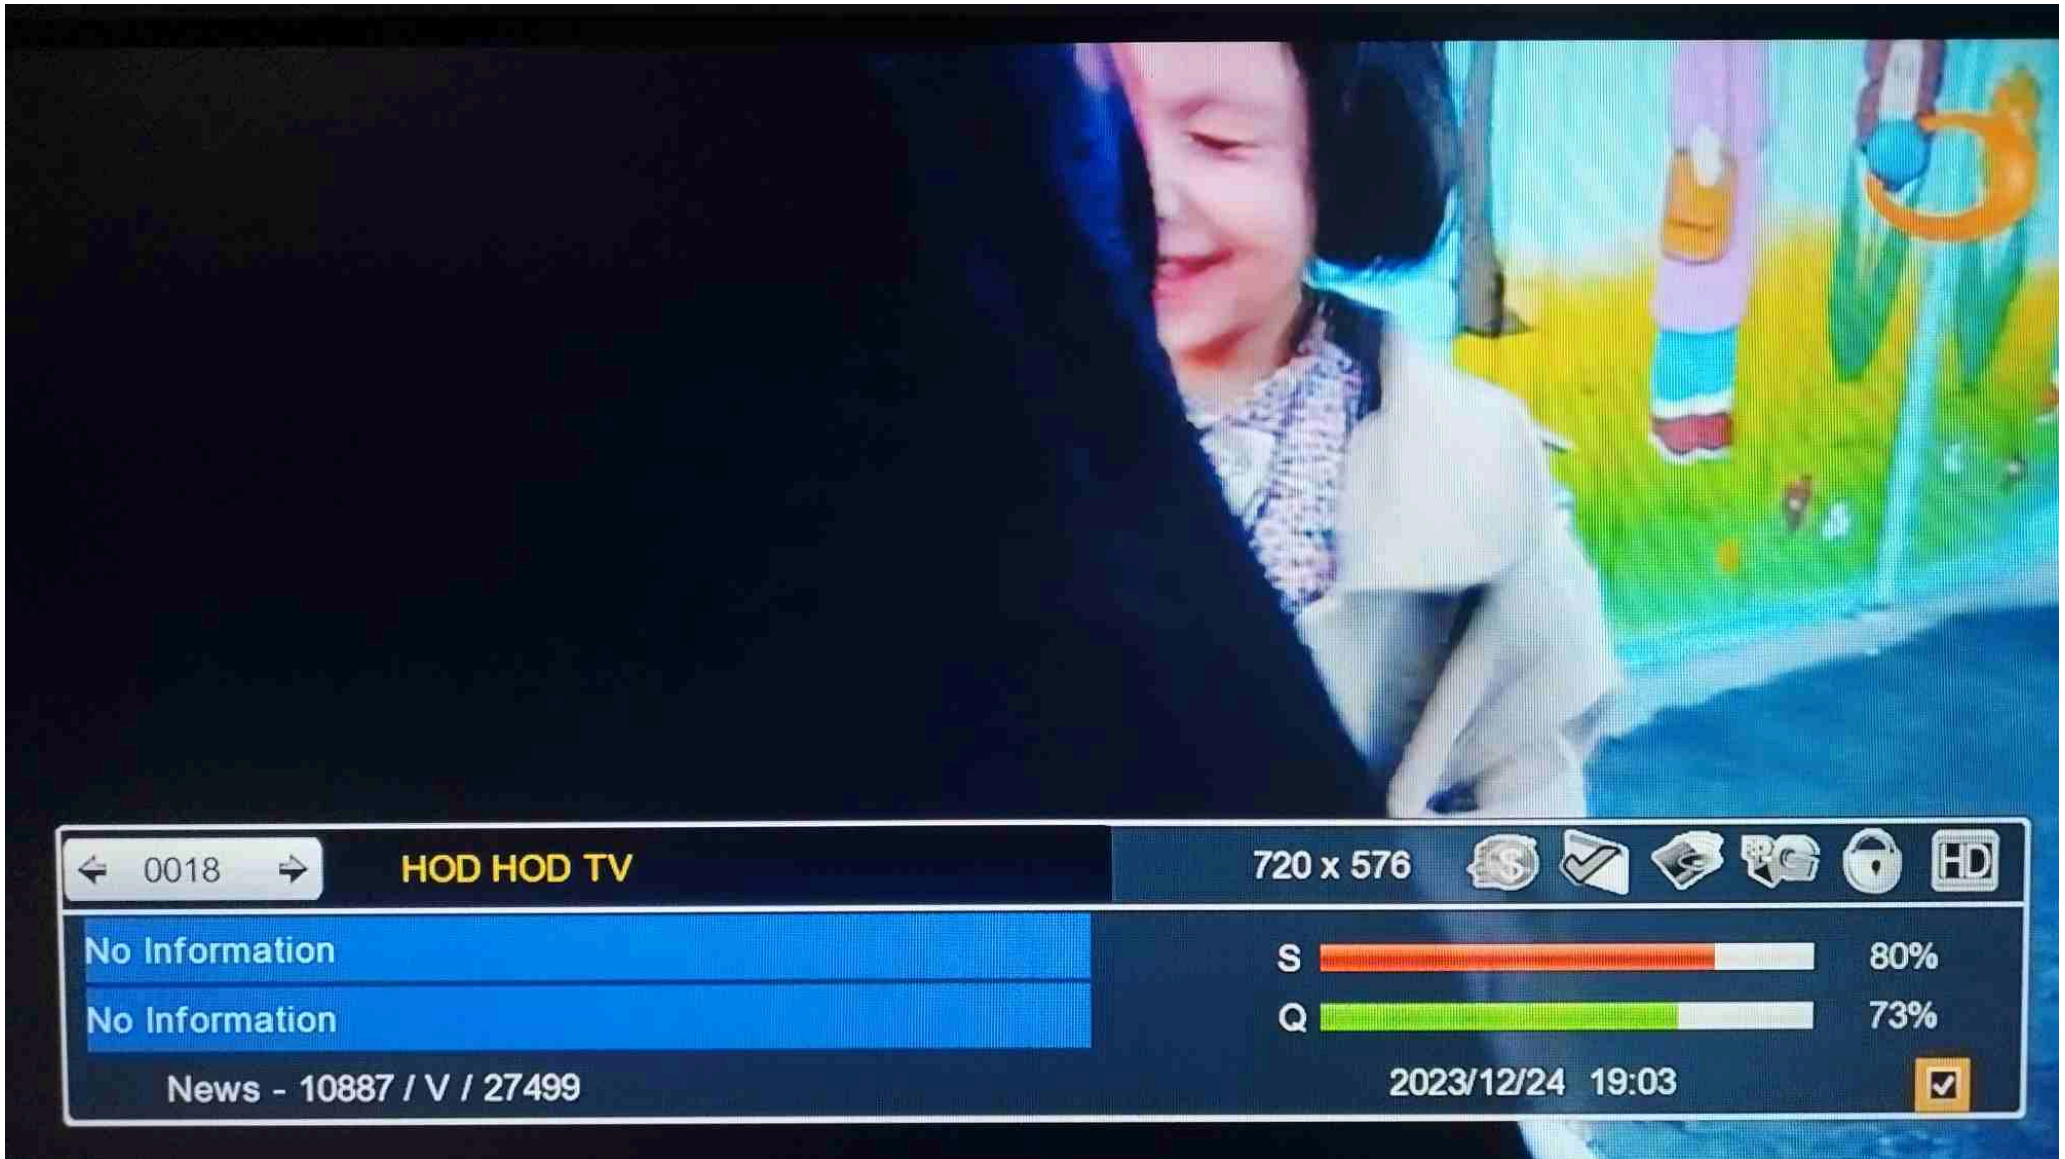 0018
HOD HOD TV
720 x 576
HD
No Information
No Information
S 80%
Q 73%
News - 10887 / V / 27499
2023/12/24 19:03